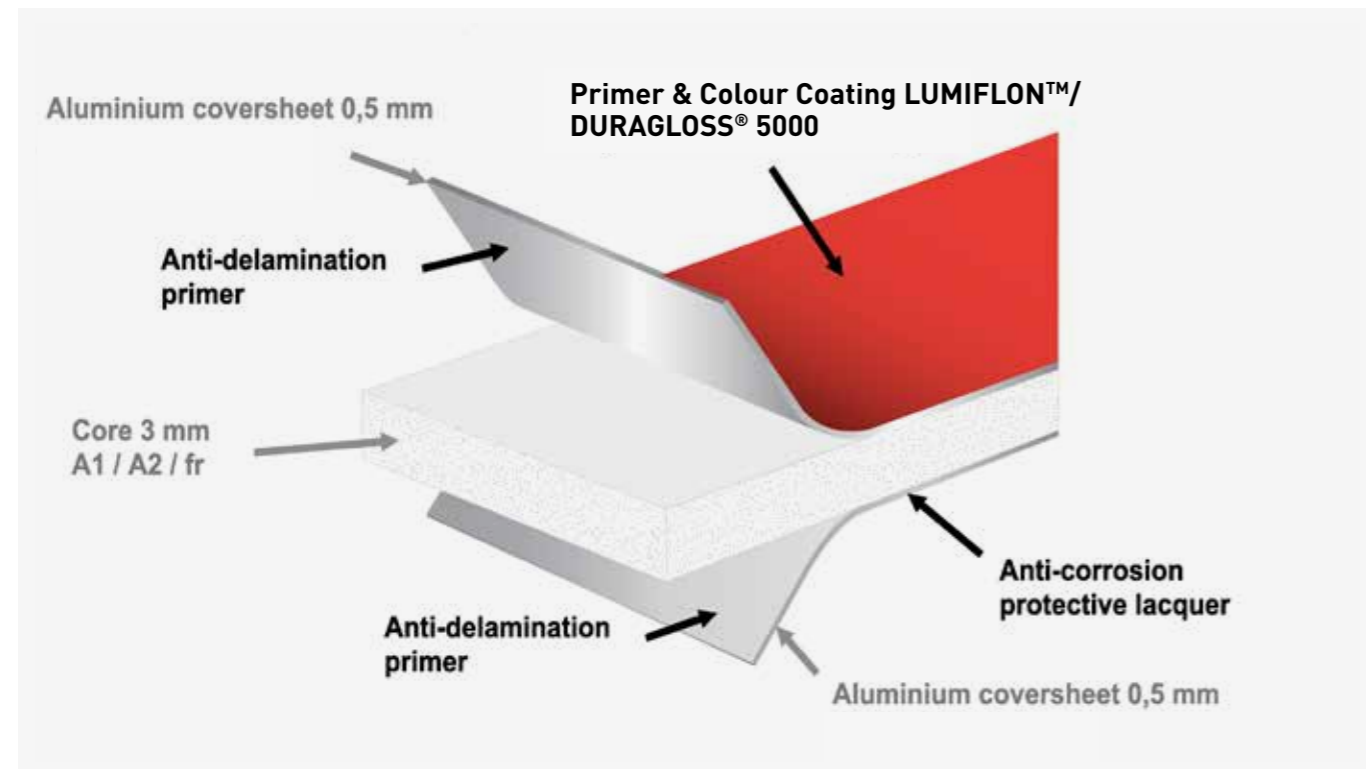 Aluminium coversheet 0,5 mm
Primer & Colour Coating LUMIFLON™/
DURAGLOSS® 5000
Anti-delamination
primer
Core 3 mm
A1 / A2 / fr
Anti-corrosion
protective lacquer
Anti-delamination
primer
Aluminium coversheet 0,5 mm